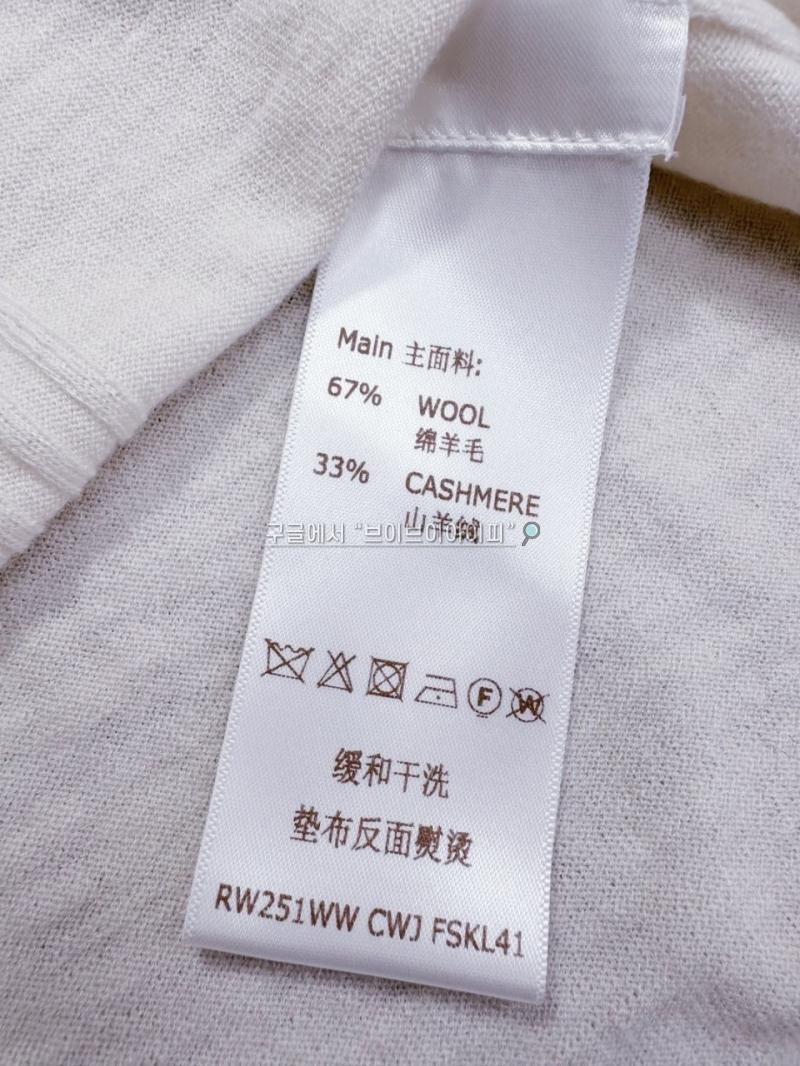 Main 主面料:
67% WOOL
绵羊毛
33% CASHMERE
山羊绒
구글에서 “브이브이아이피”
F W
缓和干洗
垫布反面熨烫
RW251WW CWJ FSKL41